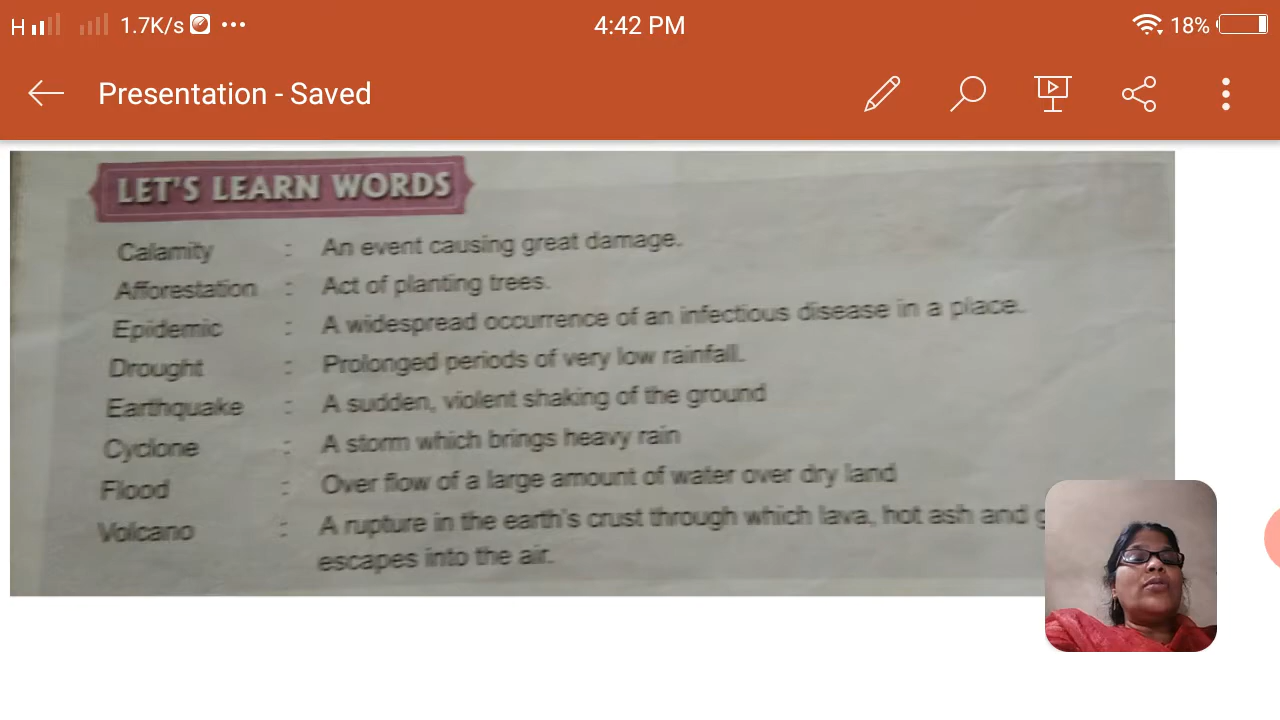 H 1.7K/s 4:42 PM 18%
Presentation - Saved
LET'S LEARN WORDS
Calamity : An event causing great damage.
Afforestation : Act of planting trees.
Epidemic : A widespread occurrence of an infectious disease in a place.
Drought : Prolonged periods of very low rainfall.
Earthquake : A sudden, violent shaking of the ground
Cyclone : A storm which brings heavy rain
Flood : Over flow of a large amount of water over dry land
Volcano : A rupture in the earth's crust through which lava, hot ash and
escapes into the air.